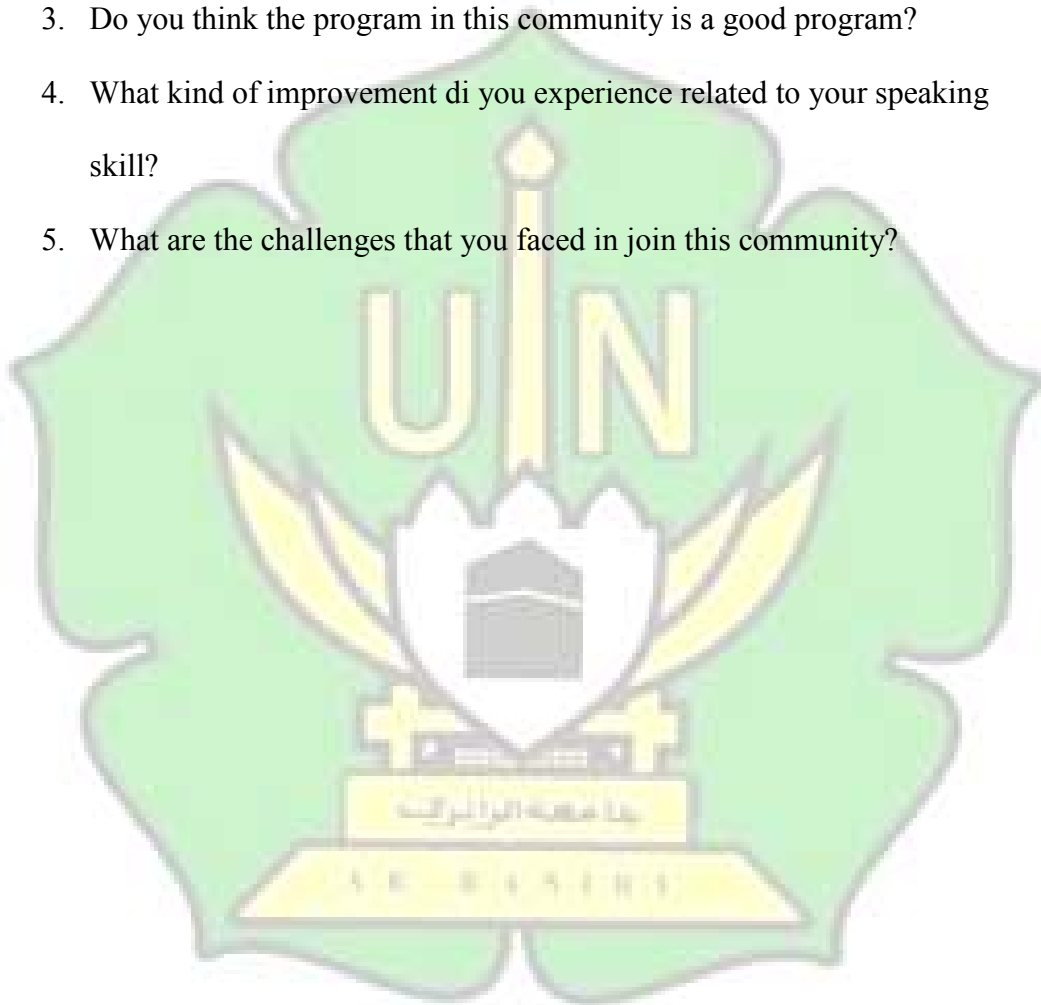 3. Do you think the program in this community is a good program?
4. What kind of improvement di you experience related to your speaking
skill?
5. What are the challenges that you faced in join this community?
UIN